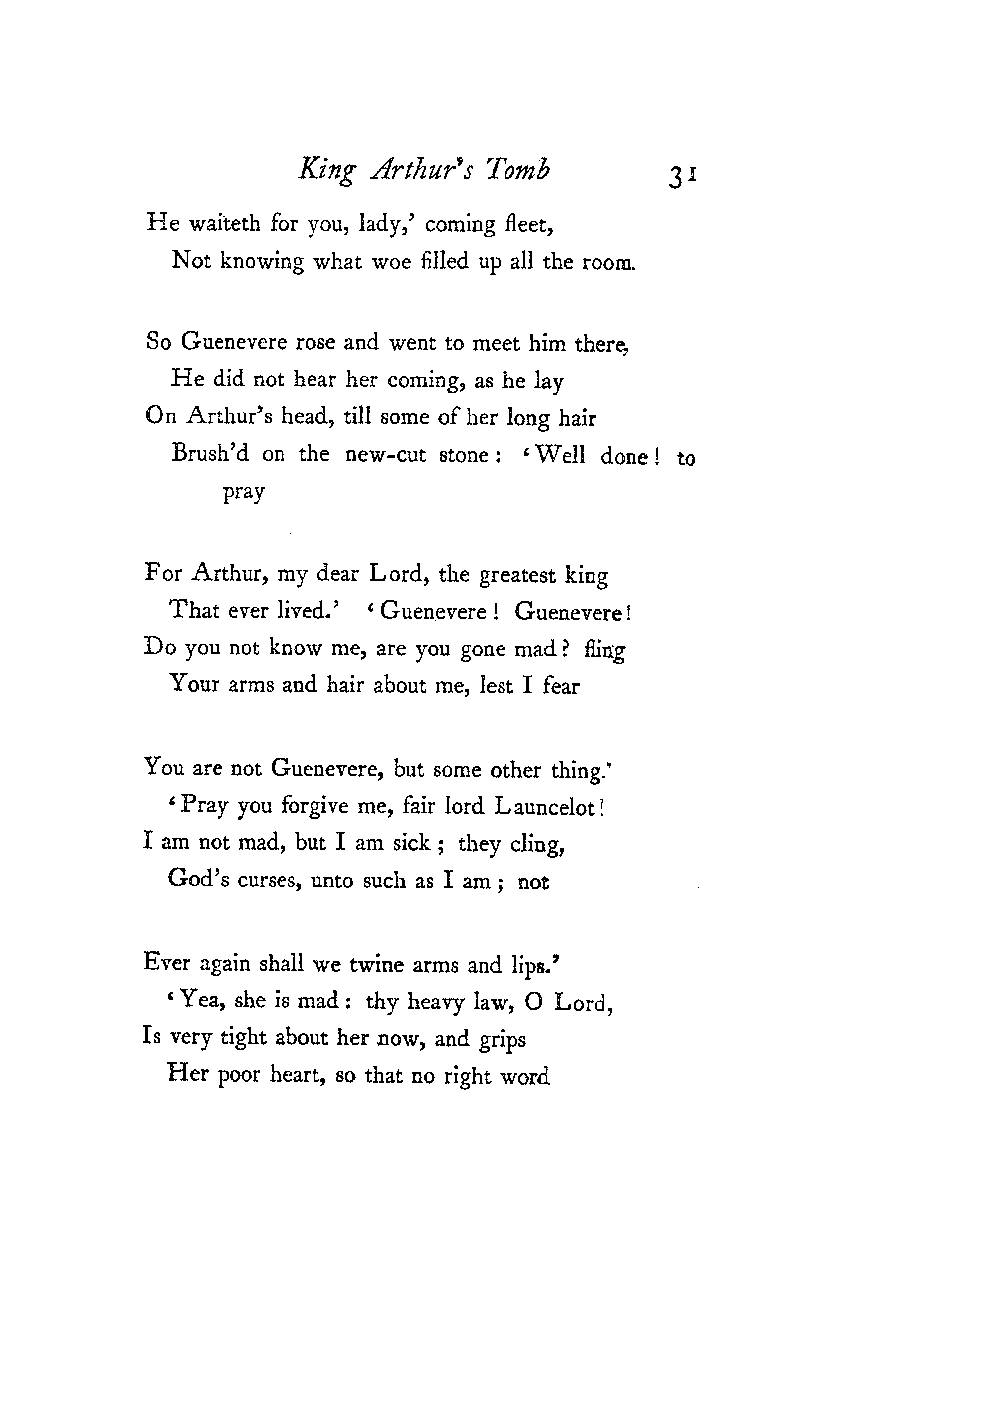 King Arthur's Tomb 31
He waiteth for you, lady,' coming fleet,
Not knowing what woe filled up all the room.
So Guenevere rose and went to meet him there,
He did not hear her coming, as he lay
On Arthur's head, till some of her long hair
Brush'd on the new-cut stone: 'Well done! to
pray
For Arthur, my dear Lord, the greatest king
That ever lived.' 'Guenevere! Guenevere!
Do you not know me, are you gone mad? fling
Your arms and hair about me, lest I fear
You are not Guenevere, but some other thing.'
'Pray you forgive me, fair lord Launcelot!
I am not mad, but I am sick; they cling,
God's curses, unto such as I am; not
Ever again shall we twine arms and lips.'
'Yea, she is mad: thy heavy law, O Lord,
Is very tight about her now, and grips
Her poor heart, so that no right word